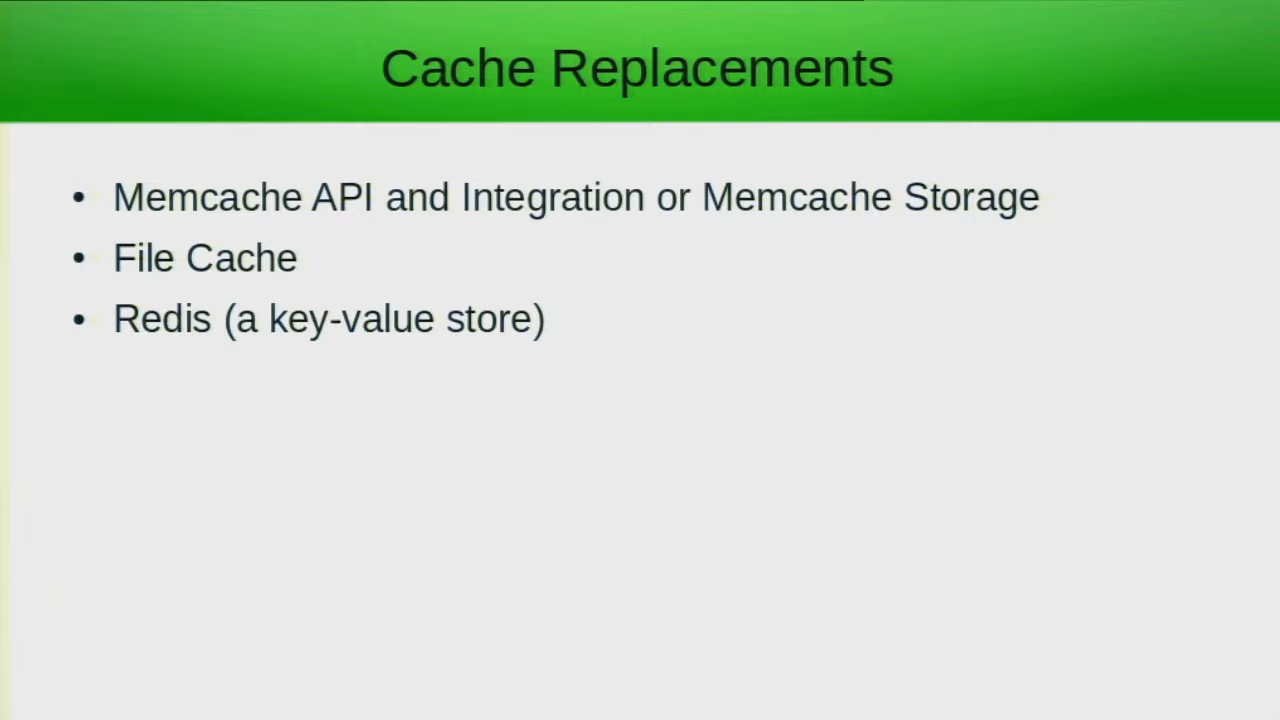 Cache Replacements
• Memcache API and Integration or Memcache Storage
• File Cache
• Redis (a key-value store)